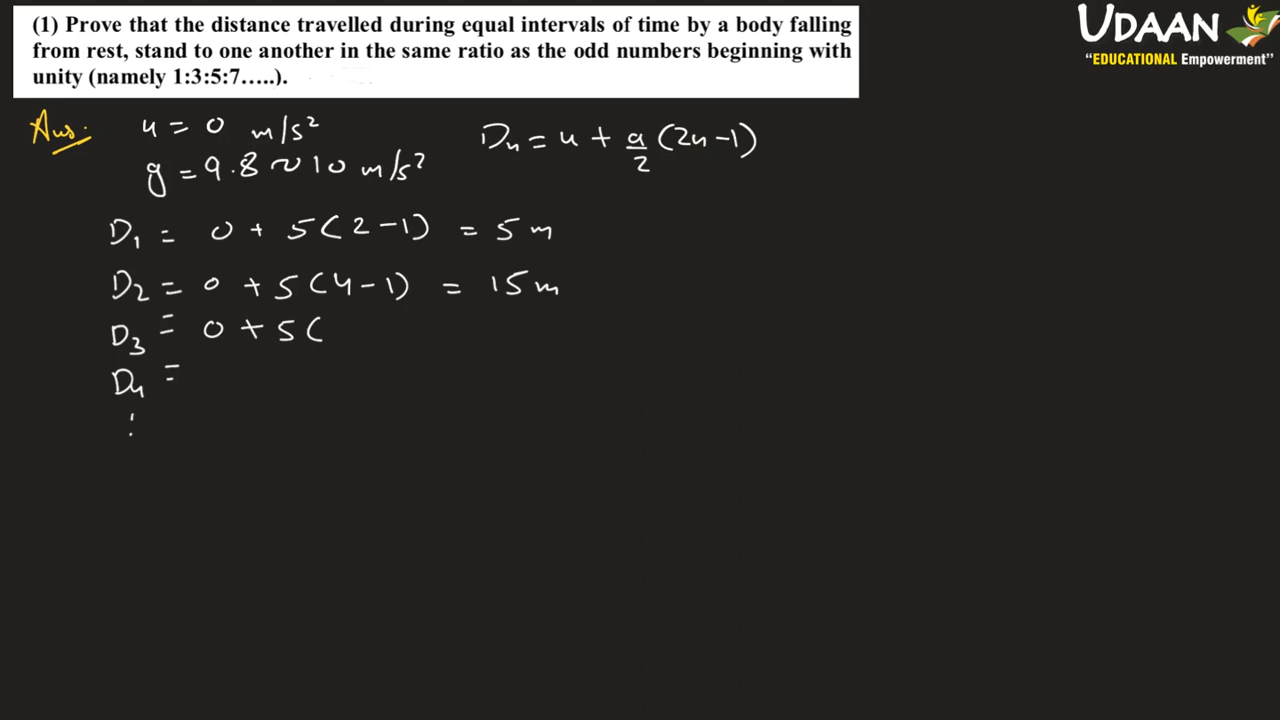 (1) Prove that the distance travelled during equal intervals of time by a body falling
from rest, stand to one another in the same ratio as the odd numbers beginning with
unity (namely 1:3:5:7.....).
UDAAN
“EDUCATIONAL Empowerment”
Ans:
u = 0 m/s²
g = 9.8 ~ 10 m/s²
Dn = u + a/2 (2n-1)
D₁ = 0 + 5(2-1) = 5m
D₂ = 0 + 5(4-1) = 15m
D₃ = 0 + 5(
D₄ =
: